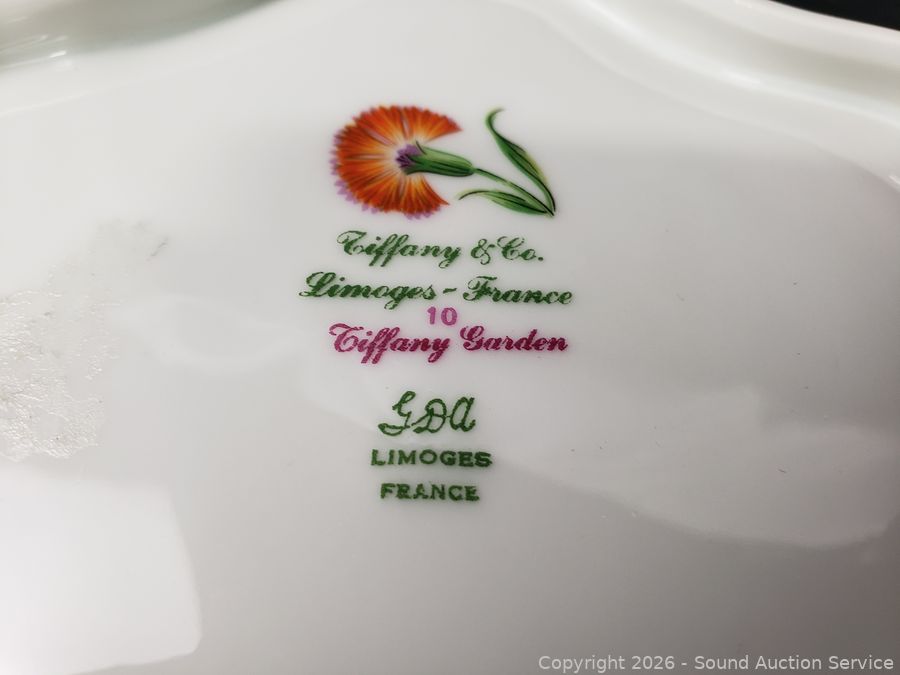 Tiffany & Co.
Limoges - France
10
Tiffany Garden
GDA
LIMOGES
FRANCE
Copyright 2026 - Sound Auction Service